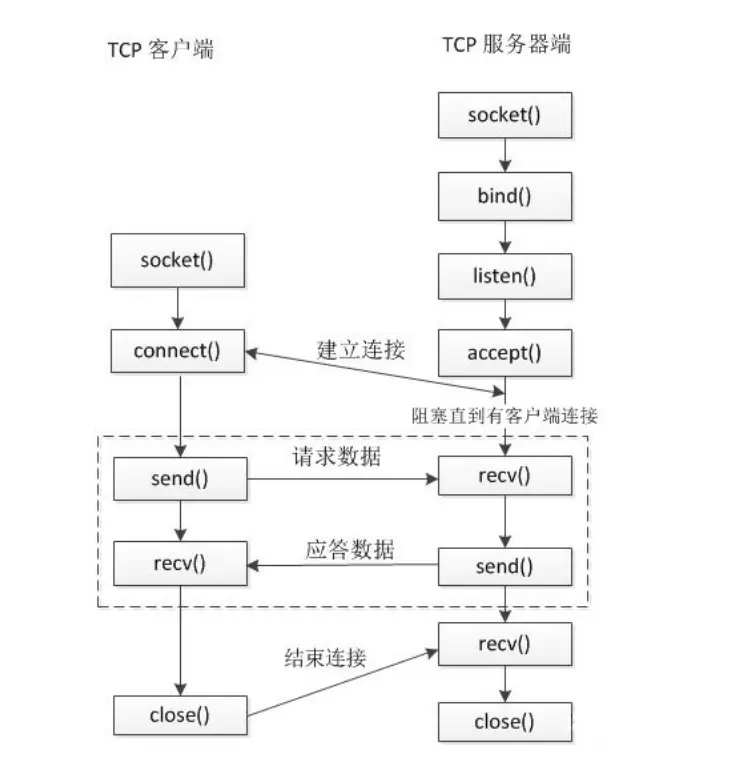 TCP 客户端
TCP 服务器端
socket()
bind()
socket()
listen()
connect()
建立连接
accept()
阻塞直到有客户端连接
send()
请求数据
recv()
recv()
应答数据
send()
结束连接
recv()
close()
close()